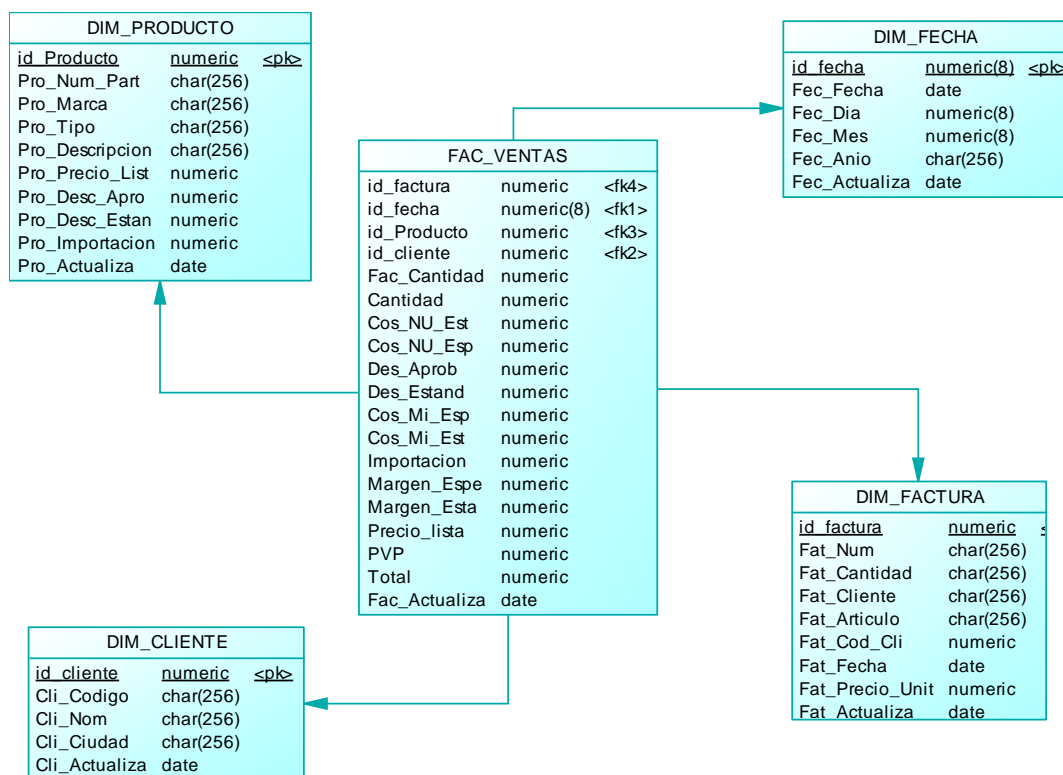 DIM_PRODUCTO
id_Producto numeric <pk>
Pro_Num_Part char(256)
Pro_Marca char(256)
Pro_Tipo char(256)
Pro_Descripcion char(256)
Pro_Precio_List numeric
Pro_Desc_Apro numeric
Pro_Desc_Estan numeric
Pro_Importacion numeric
Pro_Actualiza date
DIM_FECHA
id_fecha numeric(8) <pk>
Fec_Fecha date
Fec_Dia numeric(8)
Fec_Mes numeric(8)
Fec_Anio char(256)
Fec_Actualiza date
FAC_VENTAS
id_factura numeric <fk4>
id_fecha numeric(8) <fk1>
id_Producto numeric <fk3>
id_cliente numeric <fk2>
Fac_Cantidad numeric
Cantidad numeric
Cos_NU_Est numeric
Cos_NU_Esp numeric
Des_Aprob numeric
Des_Estand numeric
Cos_Mi_Esp numeric
Cos_Mi_Est numeric
Importacion numeric
Margen_Espe numeric
Margen_Esta numeric
Precio_lista numeric
PVP numeric
Total numeric
Fac_Actualiza date
DIM_FACTURA
id_factura numeric <
Fat_Num char(256)
Fat_Cantidad char(256)
Fat_Cliente char(256)
Fat_Articulo char(256)
Fat_Cod_Cli numeric
Fat_Fecha date
Fat_Precio_Unit numeric
Fat_Actualiza date
DIM_CLIENTE
id_cliente numeric <pk>
Cli_Codigo char(256)
Cli_Nom char(256)
Cli_Ciudad char(256)
Cli_Actualiza date